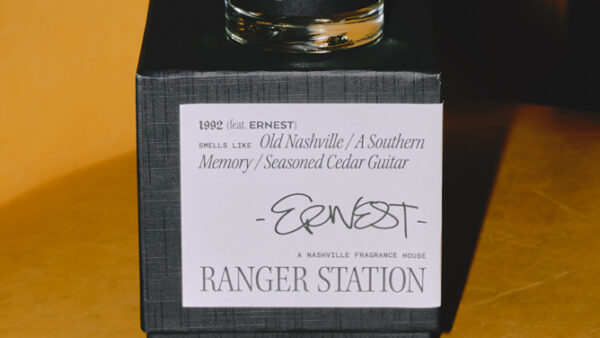 1992 (feat. ERNEST)
SMELLS LIKE Old Nashville / A Southern
Memory / Seasoned Cedar Guitar
-ERNEST-
A NASHVILLE FRAGRANCE HOUSE
RANGER STATION